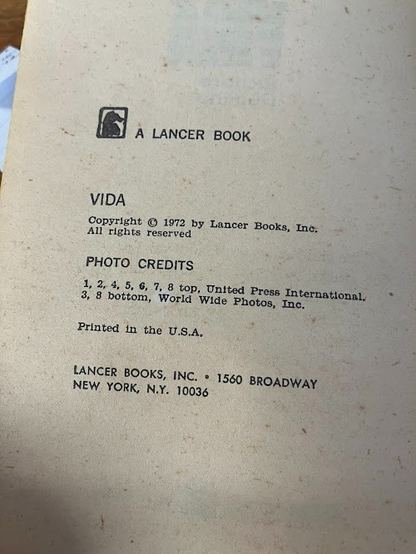 A LANCER BOOK
VIDA
Copyright © 1972 by Lancer Books, Inc.
All rights reserved
PHOTO CREDITS
1, 2, 4, 5, 6, 7, 8 top, United Press International.
3, 8 bottom, World Wide Photos, Inc.
Printed in the U.S.A.
LANCER BOOKS, INC. • 1560 BROADWAY
NEW YORK, N.Y. 10036